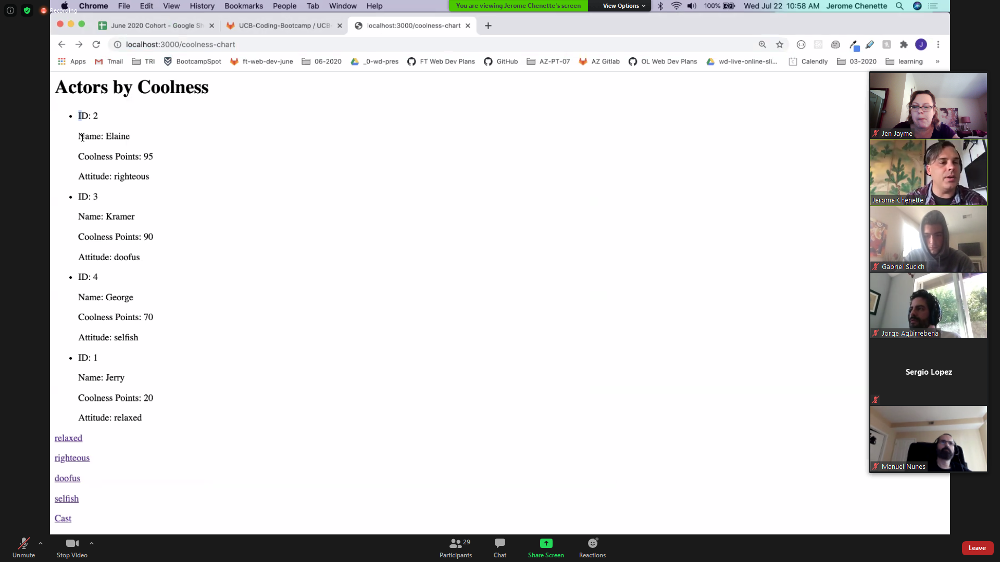 Recording
Chrome File Edit View History Bookmarks People Tab Window Help
You are viewing Jerome Chenette's screen
View Options
100%
Wed Jul 22 10:58 AM Jerome Chenette
June 2020 Cohort - Google Sh
UCB-Coding-Bootcamp / UCB-
localhost:3000/coolness-chart
localhost:3000/coolness-chart
J
Apps
Tmail
TRI
BootcampSpot
ft-web-dev-june
06-2020
_0-wd-pres
FT Web Dev Plans
GitHub
AZ-PT-07
AZ Gitlab
OL Web Dev Plans
wd-live-online-sli...
Calendly
03-2020
learning
»
Actors by Coolness
ID: 2
Name: Elaine
Coolness Points: 95
Attitude: righteous
ID: 3
Name: Kramer
Coolness Points: 90
Attitude: doofus
ID: 4
Name: George
Coolness Points: 70
Attitude: selfish
ID: 1
Name: Jerry
Coolness Points: 20
Attitude: relaxed
relaxed
righteous
doofus
selfish
Cast
Jen Jayme
Jerome Chenette
Gabriel Sucich
Jorge Aguirrebena
Sergio Lopez
Manuel Nunes
Unmute
Stop Video
29
Participants
Chat
Share Screen
Reactions
Leave